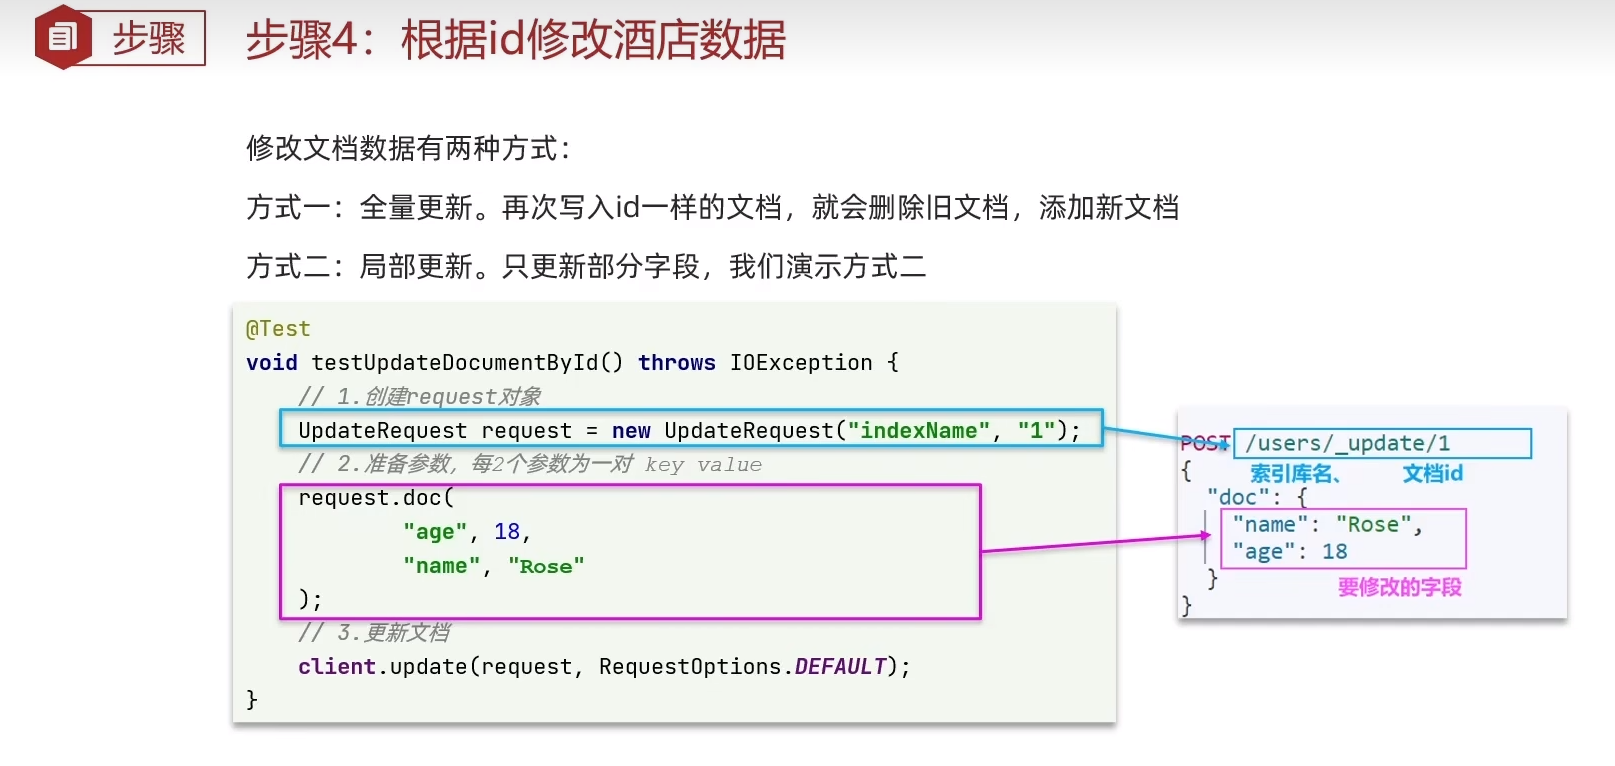 步骤
步骤4：根据id修改酒店数据
修改文档数据有两种方式：
方式一：全量更新。再次写入id一样的文档，就会删除旧文档，添加新文档
方式二：局部更新。只更新部分字段，我们演示方式二
@Test
void testUpdateDocumentById() throws IOException {
// 1.创建request对象
UpdateRequest request = new UpdateRequest("indexName", "1");
// 2.准备参数，每2个参数为一对 key value
request.doc(
"age", 18,
"name", "Rose"
);
// 3.更新文档
client.update(request, RequestOptions.DEFAULT);
}
POST /users/_update/1
{ 索引库名、 文档id
"doc": {
"name": "Rose",
"age": 18
}
要修改的字段
}